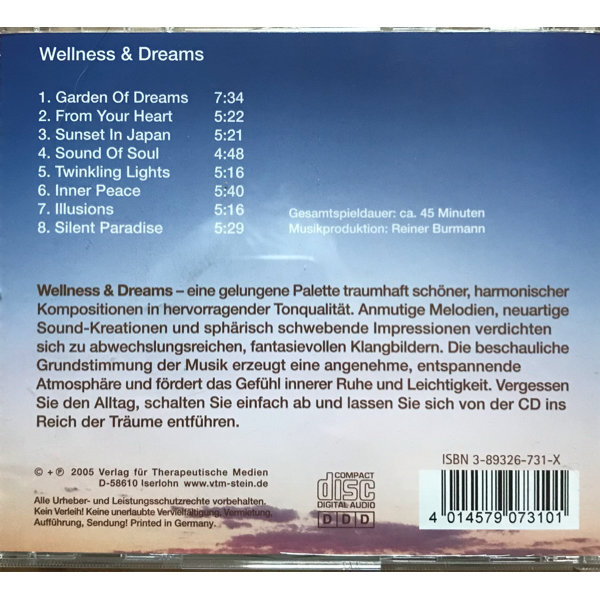 Wellness & Dreams
1. Garden Of Dreams 7:34
2. From Your Heart 5:22
3. Sunset In Japan 5:21
4. Sound Of Soul 4:48
5. Twinkling Lights 5:16
6. Inner Peace 5:40
7. Illusions 5:16
8. Silent Paradise 5:29
Gesamtspieldauer: ca. 45 Minuten
Musikproduktion: Reiner Burmann
Wellness & Dreams – eine gelungene Palette traumhaft schöner, harmonischer
Kompositionen in hervorragender Tonqualität. Anmutige Melodien, neuartige
Sound-Kreationen und sphärisch schwebende Impressionen verdichten
sich zu abwechslungsreichen, fantasievollen Klangbildern. Die beschauliche
Grundstimmung der Musik erzeugt eine angenehme, entspannende
Atmosphäre und fördert das Gefühl innerer Ruhe und Leichtigkeit. Vergessen
Sie den Alltag, schalten Sie einfach ab und lassen Sie sich von der CD ins
Reich der Träume entführen.
© + ℗ 2005 Verlag für Therapeutische Medien
D-58610 Iserlohn www.vtm-stein.de
Alle Urheber- und Leistungsschutzrechte vorbehalten.
Kein Verleih! Keine unerlaubte Vervielfältigung, Vermietung,
Aufführung, Sendung! Printed in Germany.
COMPACT
disc
DIGITAL AUDIO
DDD
ISBN 3-89326-731-X
4 014579 073101